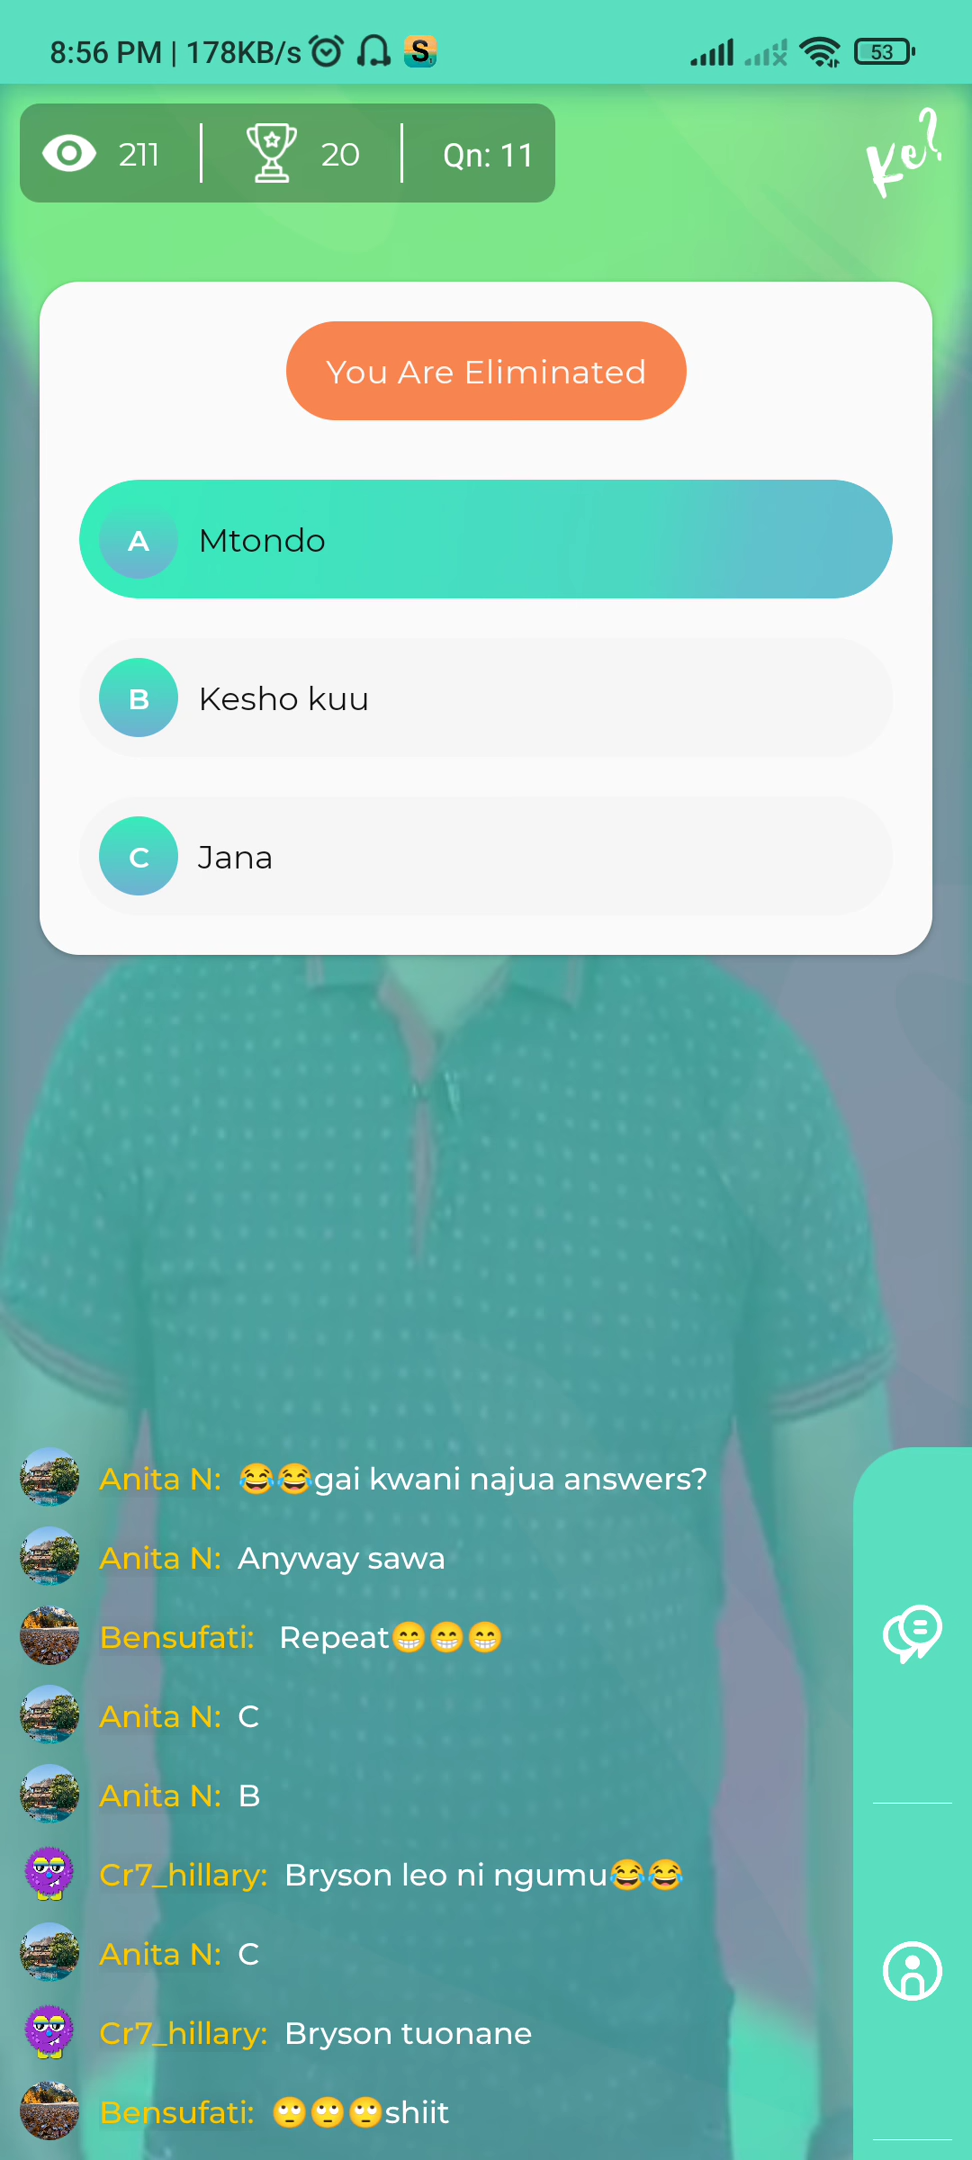 8:56 PM | 178KB/s S 53
211 20 Qn: 11 Ke?
You Are Eliminated
A Mtondo
B Kesho kuu
C Jana
Anita N: 😂😂gai kwani najua answers?
Anita N: Anyway sawa
Bensufati: Repeat😁😁😁
Anita N: C
Anita N: B
Cr7_hillary: Bryson leo ni ngumu😂😂
Anita N: C
Cr7_hillary: Bryson tuonane
Bensufati: 🙄🙄🙄shiit